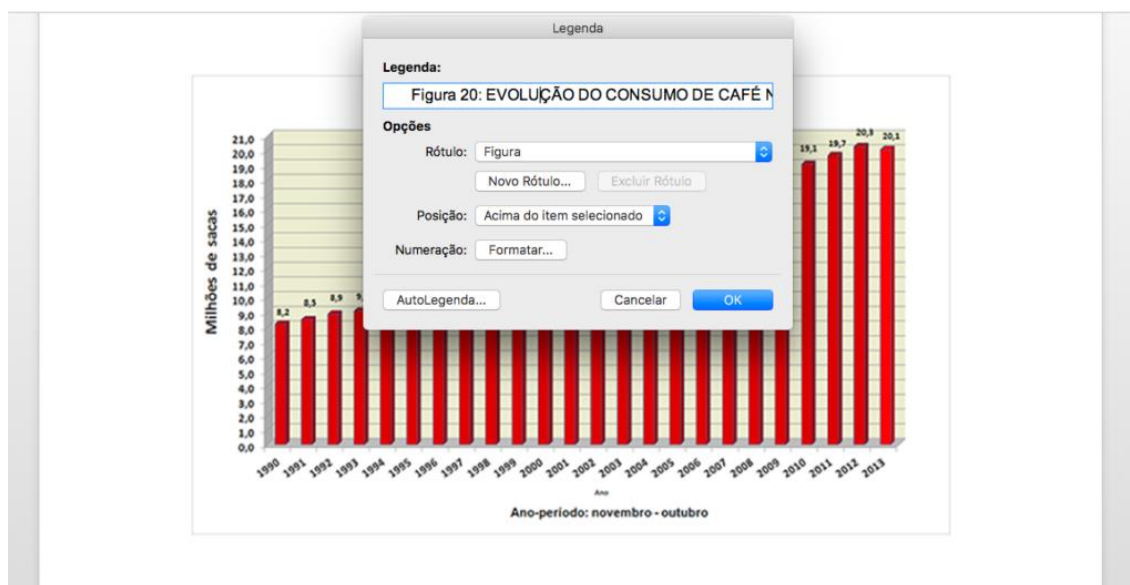 Legenda
Legenda:
Figura 20: EVOLUÇÃO DO CONSUMO DE CAFÉ N
Opções
Rótulo: Figura
Novo Rótulo... Excluir Rótulo
Posição: Acima do item selecionado
Numeração: Formatar...
AutoLegenda... Cancelar OK
Milhões de sacas
21,0
20,0
19,0
18,0
17,0
16,0
15,0
14,0
13,0
12,0
11,0
10,0
9,0
8,0
7,0
6,0
5,0
4,0
3,0
2,0
1,0
0,0
8,2 8,5 8,9 19,1 19,7 20,3 20,1
1990 1991 1992 1993 1994 1995 1996 1997 1998 1999 2000 2001 2002 2003 2004 2005 2006 2007 2008 2009 2010 2011 2012 2013
Ano
Ano-período: novembro - outubro